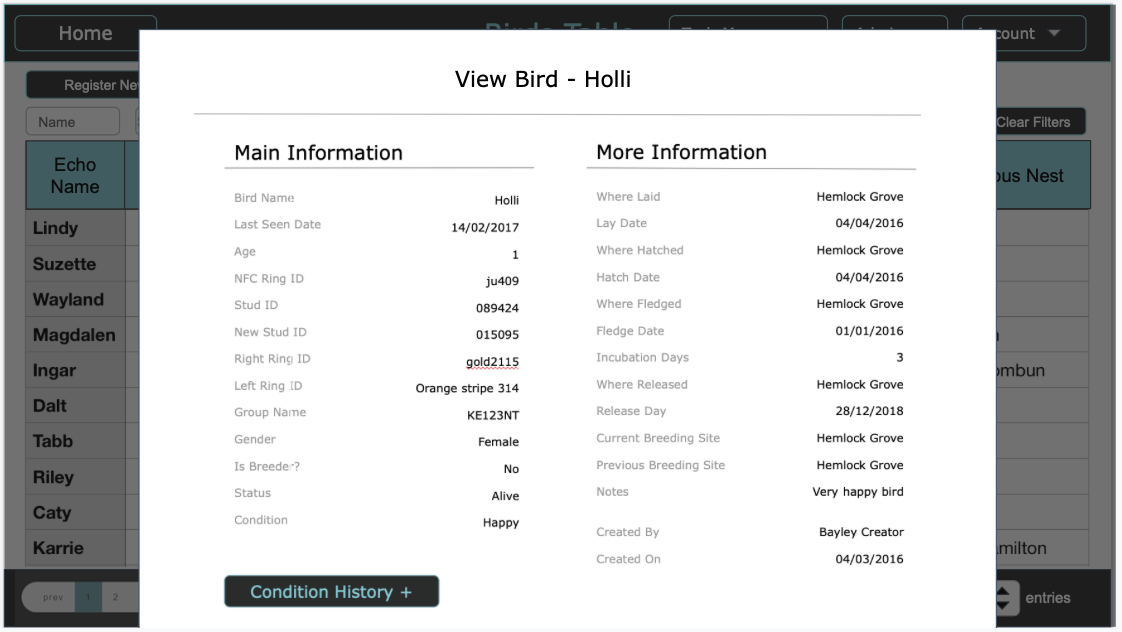 Home
Birds Table
Account
Register Ne
Name
Clear Filters
Echo
Name
ous Nest
Lindy
Suzette
Wayland
Magdalen
Ingar
ombun
Dalt
Tabb
Riley
Caty
Karrie
milton
prev 1 2
entries
View Bird - Holli
Main Information
Bird Name Holli
Last Seen Date 14/02/2017
Age 1
NFC Ring ID ju409
Stud ID 089424
New Stud ID 015095
Right Ring ID gold2115
Left Ring ID Orange stripe 314
Group Name KE123NT
Gender Female
Is Breeder? No
Status Alive
Condition Happy
Condition History +
More Information
Where Laid Hemlock Grove
Lay Date 04/04/2016
Where Hatched Hemlock Grove
Hatch Date 04/04/2016
Where Fledged Hemlock Grove
Fledge Date 01/01/2016
Incubation Days 3
Where Released Hemlock Grove
Release Day 28/12/2018
Current Breeding Site Hemlock Grove
Previous Breeding Site Hemlock Grove
Notes Very happy bird
Created By Bayley Creator
Created On 04/03/2016